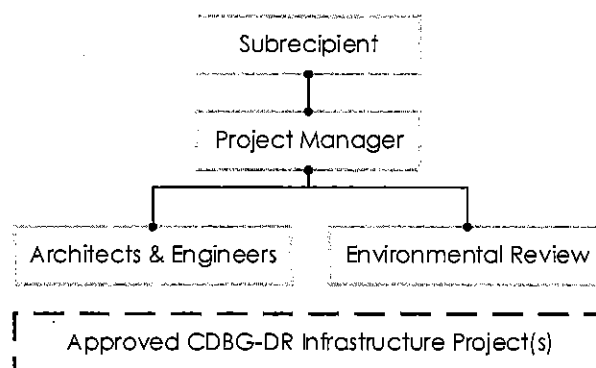 Subrecipient
Project Manager
Architects & Engineers
Environmental Review
Approved CDBG-DR Infrastructure Project(s)